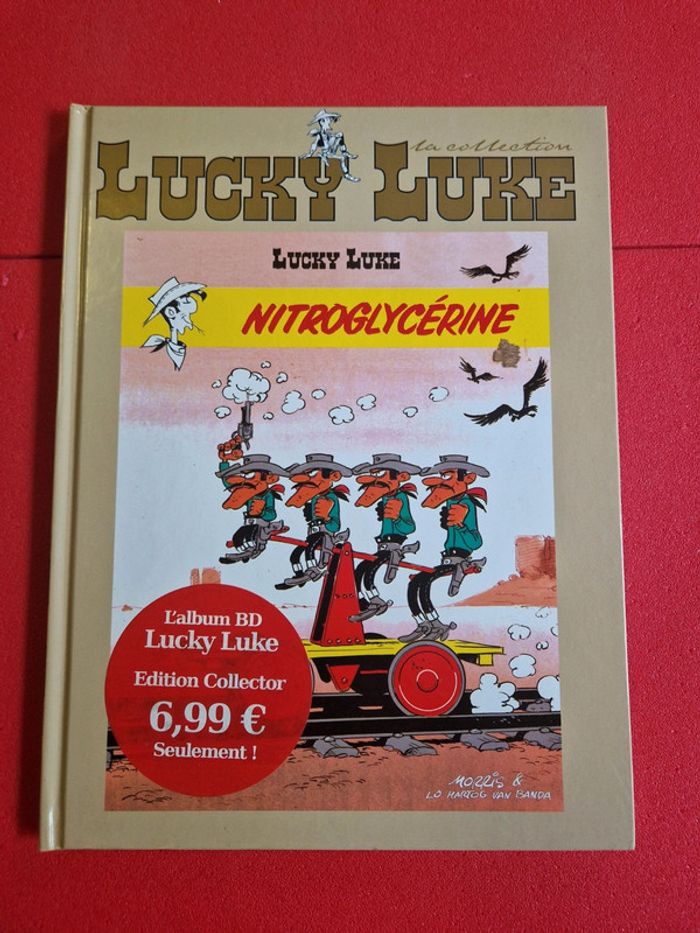 la collection
LUCKY LUKE
LUCKY LUKE
NITROGLYCÉRINE
L'album BD
Lucky Luke
Edition Collector
6,99 €
Seulement !
MORRIS &
LO HARTOG VAN BANDA